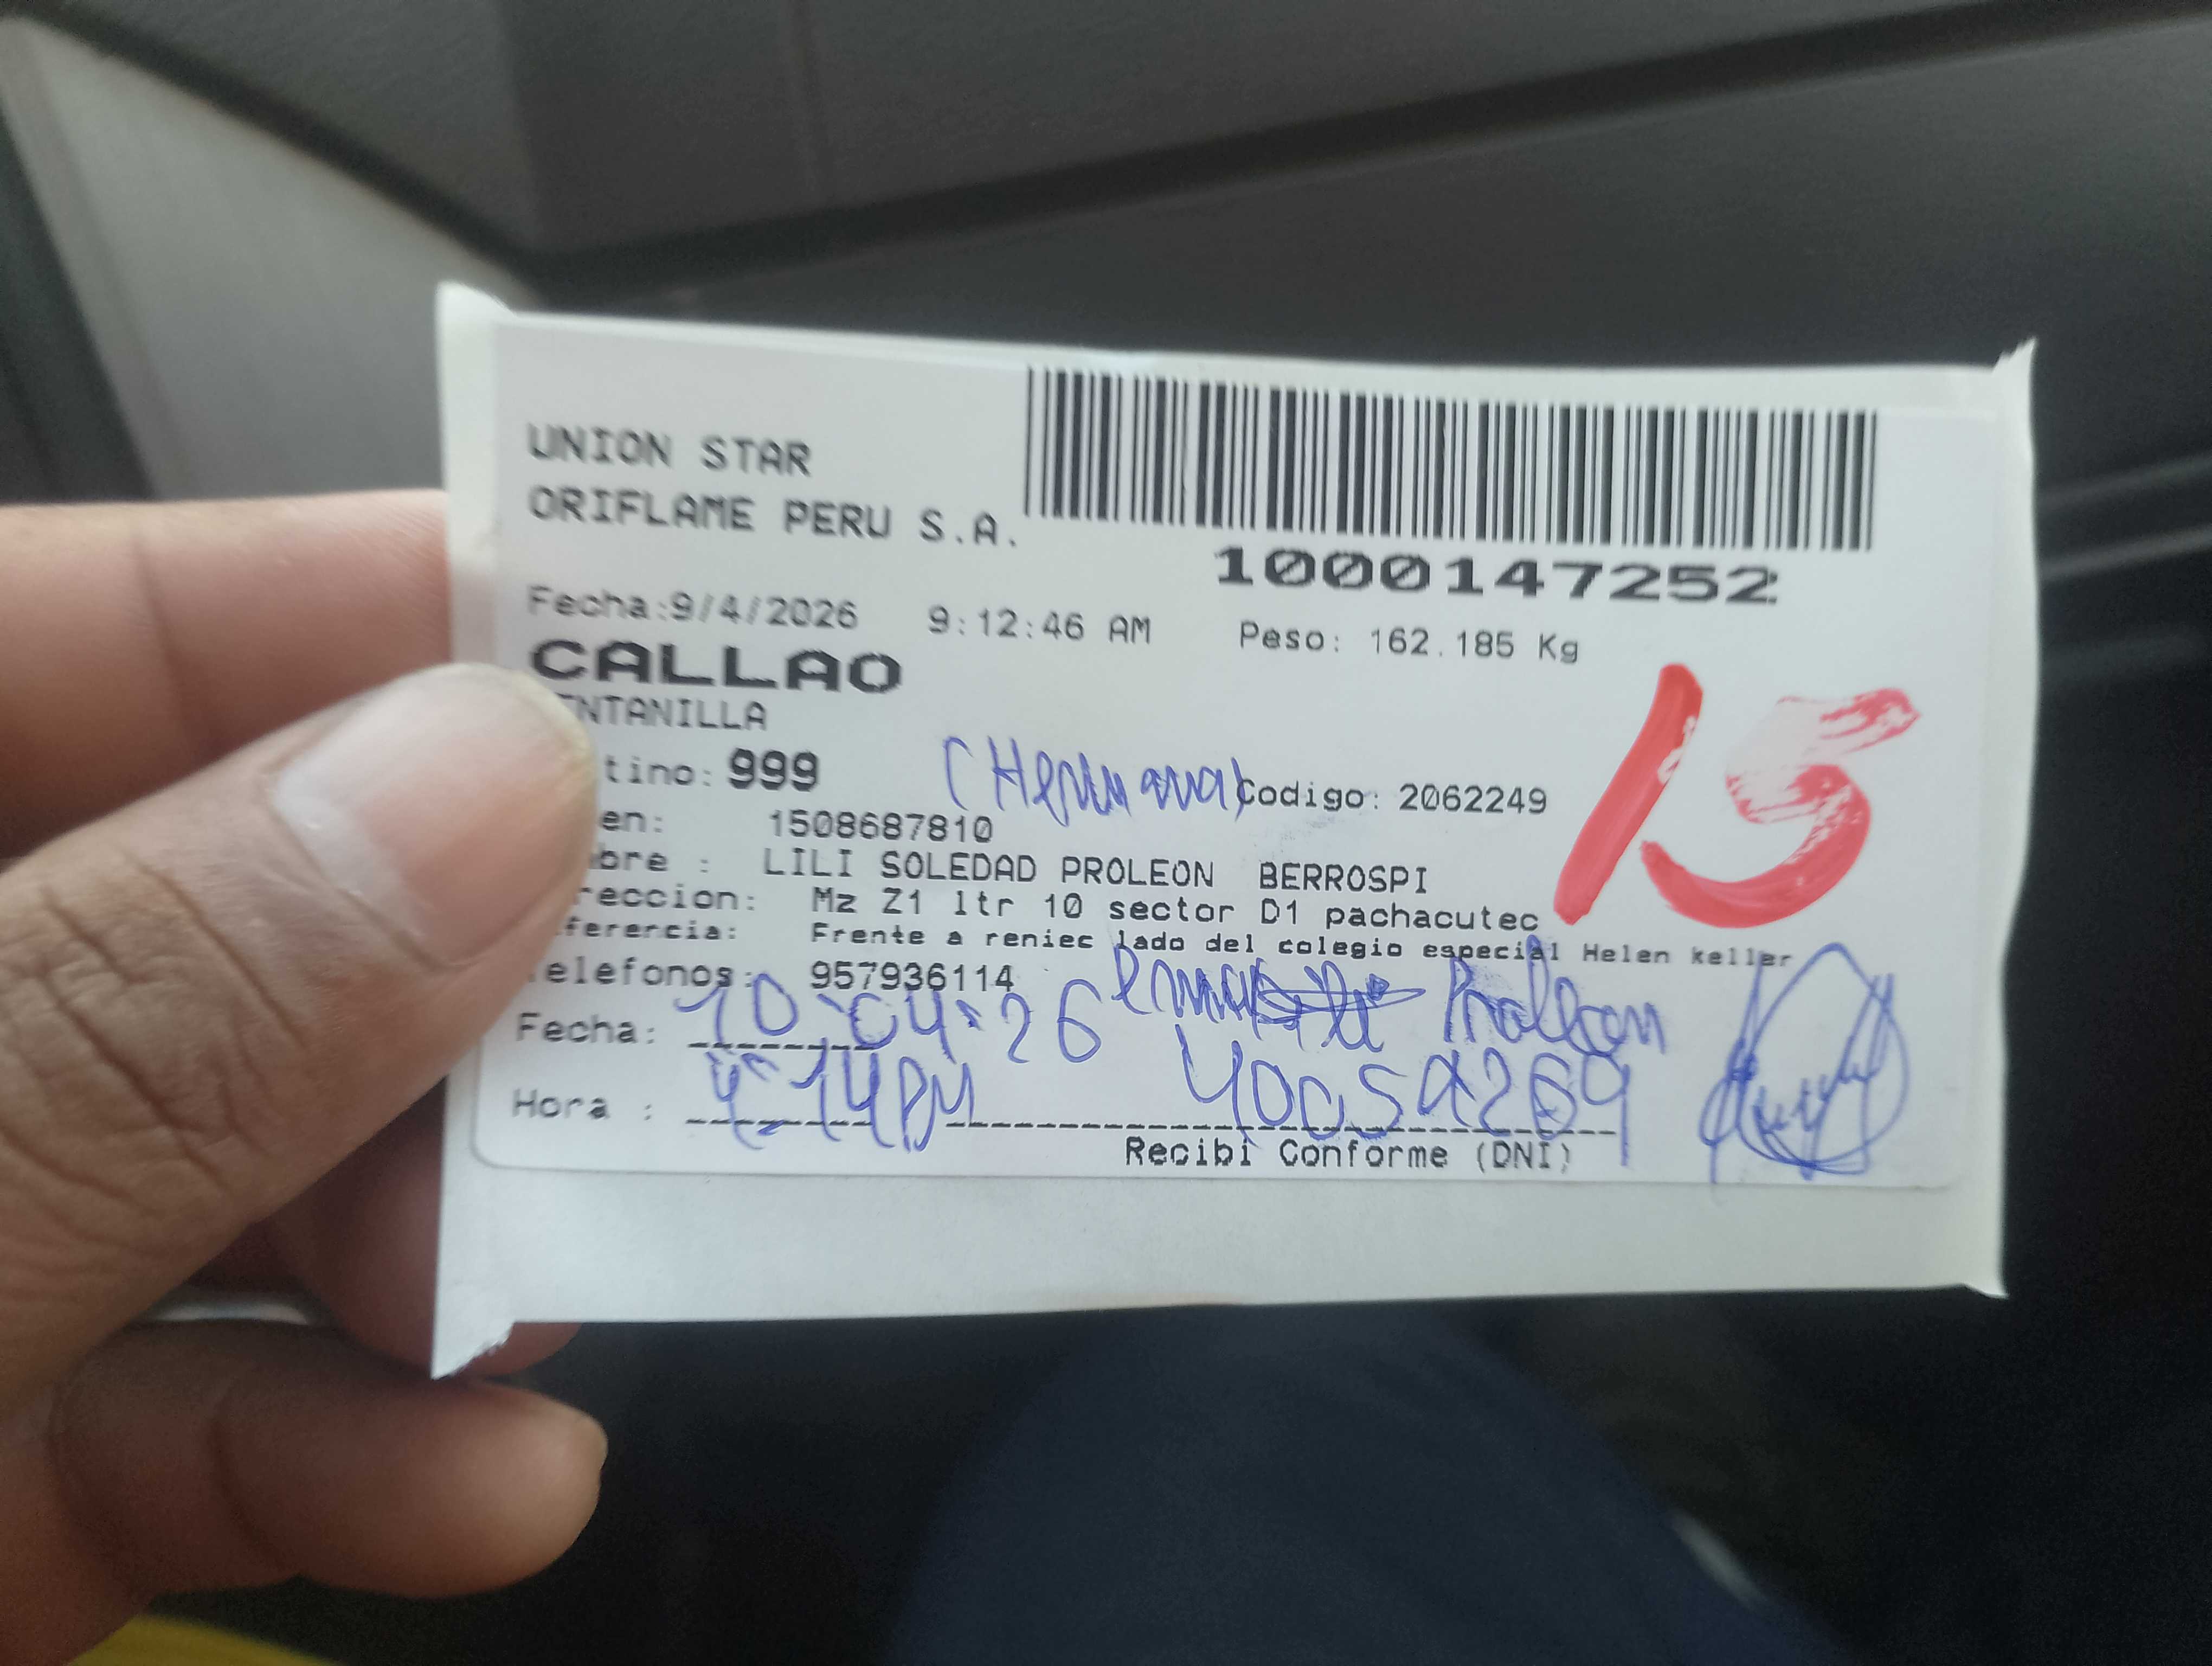 UNION STAR
ORIFLAME PERU S.A.
1000147252
Fecha:9/4/2026 9:12:46 AM Peso: 162.185 Kg
CALLAO
ENTANILLA
tino: 999 (Hermana) Codigo: 2062249
15
en: 1508687810
bre : LILI SOLEDAD PROLEON BERROSPI
reccion: Mz Z1 ltr 10 sector D1 pachacutec
ferencia: Frente a reniec lado del colegio especial Helen keller
elefonos: 957936114
Fecha: 10-04-26 Proleon
Hora : 4:14PM
Recibi Conforme (DNI)